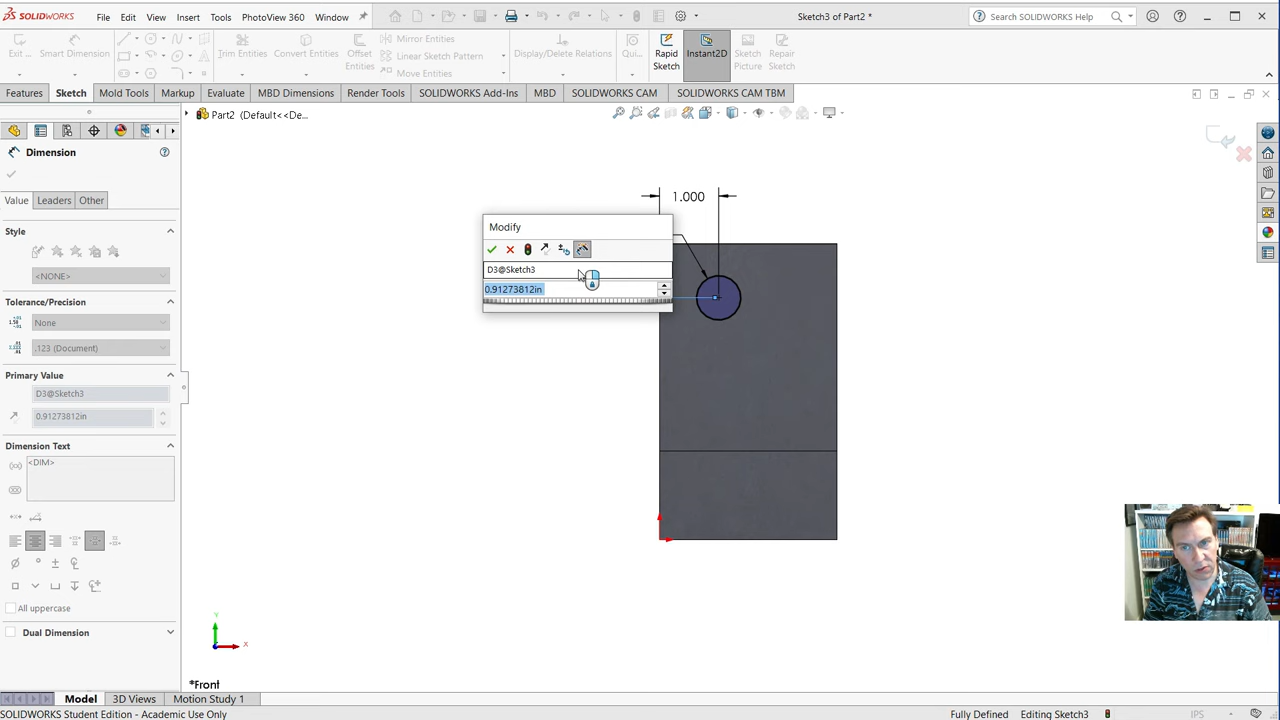 SOLIDWORKS File Edit View Insert Tools PhotoView 360 Window Sketch3 of Part2 * Search SOLIDWORKS Help
Exit... Smart Dimension Trim Entities Convert Entities Offset Entities Mirror Entities Linear Sketch Pattern Move Entities Display/Delete Relations Qui... Rapid Sketch Instant2D Sketch Picture Repair Sketch
Features Sketch Mold Tools Markup Evaluate MBD Dimensions Render Tools SOLIDWORKS Add-Ins MBD SOLIDWORKS CAM SOLIDWORKS CAM TBM
Part2 (Default<<De...
Dimension
Value Leaders Other
Style
<NONE>
Tolerance/Precision
None
.123 (Document)
Primary Value
D3@Sketch3
0.91273812in
Dimension Text
<DIM>
All uppercase
Dual Dimension
1.000
Modify
D3@Sketch3
0.91273812in
Y
X
*Front
Model 3D Views Motion Study 1
SOLIDWORKS Student Edition - Academic Use Only Fully Defined Editing Sketch3 IPS